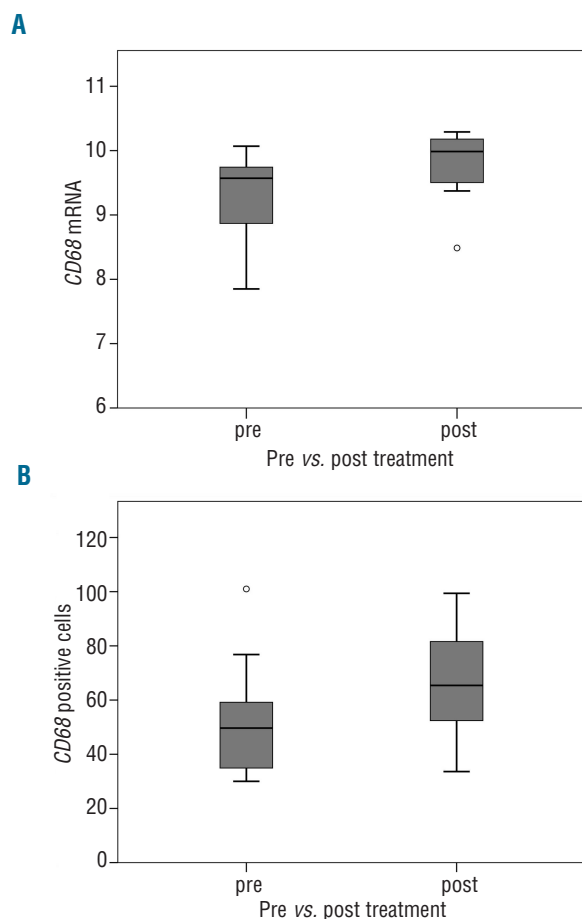 A
11
10
9
8
7
6
CD68 mRNA
pre
post
Pre vs. post treatment
B
120
100
80
60
40
20
0
CD68 positive cells
pre
post
Pre vs. post treatment